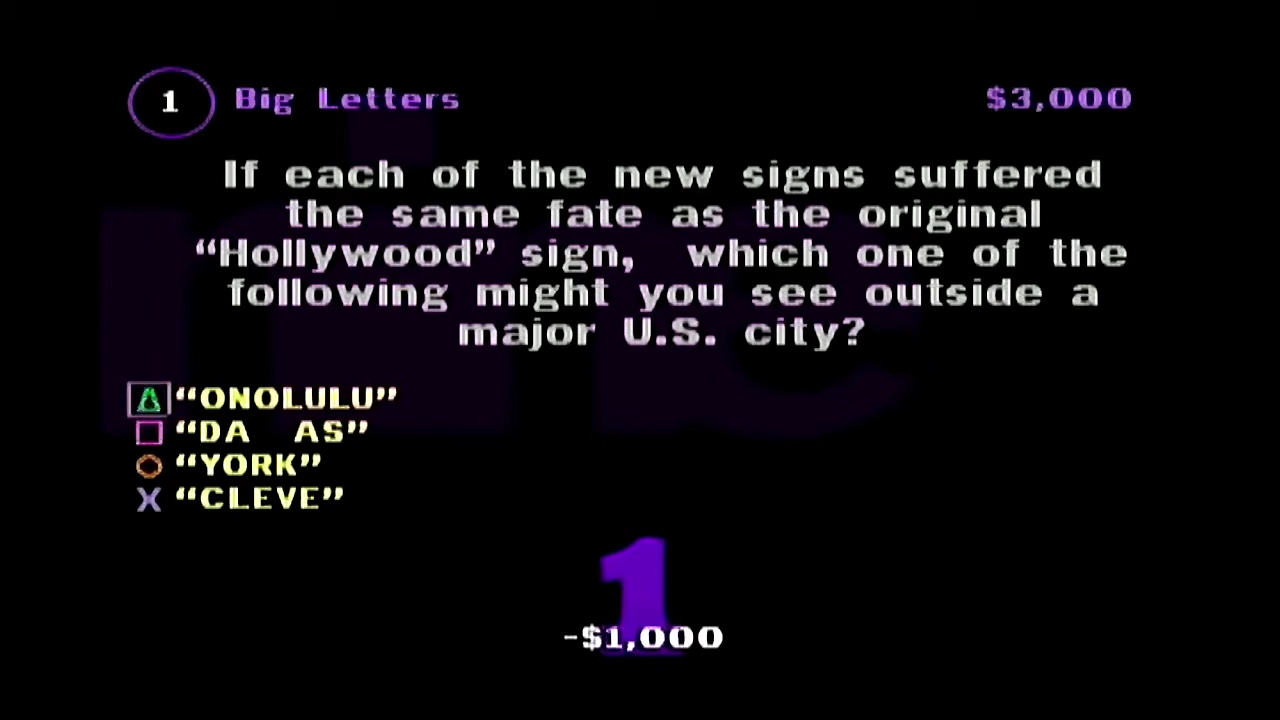 1 Big Letters $3,000
If each of the new signs suffered
the same fate as the original
“Hollywood” sign, which one of the
following might you see outside a
major U.S. city?
“ONOLULU”
“DA AS”
“YORK”
X “CLEVE”
1
-$1,000